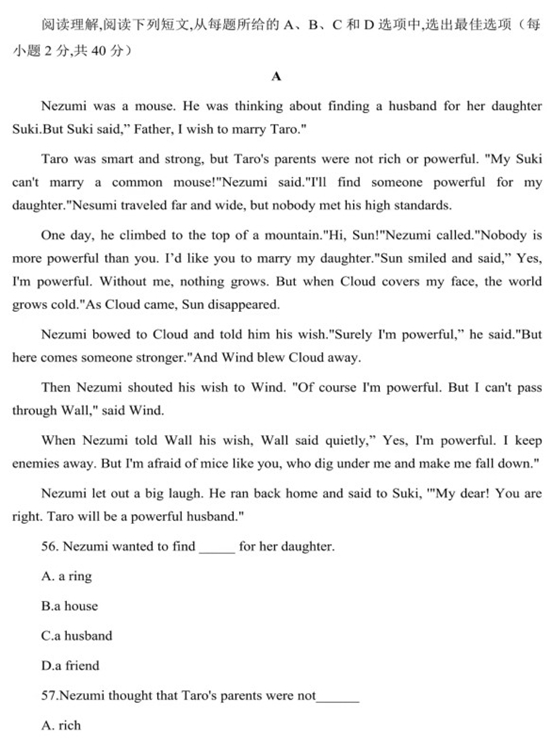 阅读理解,阅读下列短文,从每题所给的 A、B、C 和 D 选项中,选出最佳选项（每
小题 2 分,共 40 分）
A
Nezumi was a mouse. He was thinking about finding a husband for her daughter
Suki.But Suki said,” Father, I wish to marry Taro."
Taro was smart and strong, but Taro's parents were not rich or powerful. "My Suki
can't marry a common mouse!"Nezumi said."I'll find someone powerful for my
daughter."Nesumi traveled far and wide, but nobody met his high standards.
One day, he climbed to the top of a mountain."Hi, Sun!"Nezumi called."Nobody is
more powerful than you. I’d like you to marry my daughter."Sun smiled and said,” Yes,
I'm powerful. Without me, nothing grows. But when Cloud covers my face, the world
grows cold."As Cloud came, Sun disappeared.
Nezumi bowed to Cloud and told him his wish."Surely I'm powerful,” he said."But
here comes someone stronger."And Wind blew Cloud away.
Then Nezumi shouted his wish to Wind. "Of course I'm powerful. But I can't pass
through Wall," said Wind.
When Nezumi told Wall his wish, Wall said quietly,” Yes, I'm powerful. I keep
enemies away. But I'm afraid of mice like you, who dig under me and make me fall down."
Nezumi let out a big laugh. He ran back home and said to Suki, '"My dear! You are
right. Taro will be a powerful husband."
56. Nezumi wanted to find _____ for her daughter.
A. a ring
B.a house
C.a husband
D.a friend
57.Nezumi thought that Taro's parents were not______
A. rich